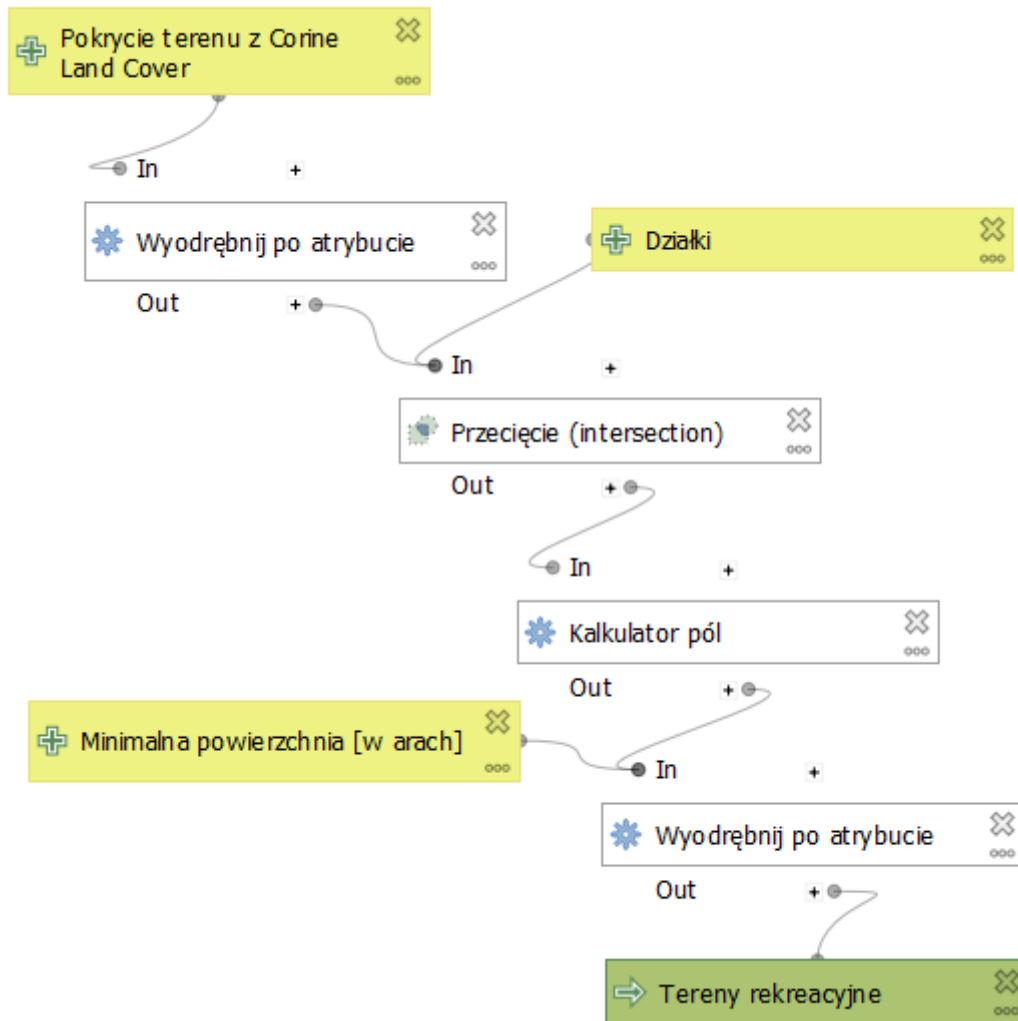 Pokrycie terenu z Corine
Land Cover
In
Wyodrębnij po atrybucie
Działki
Out
In
Przecięcie (intersection)
Out
In
Kalkulator pól
Out
Minimalna powierzchnia [w arach]
In
Wyodrębnij po atrybucie
Out
Tereny rekreacyjne